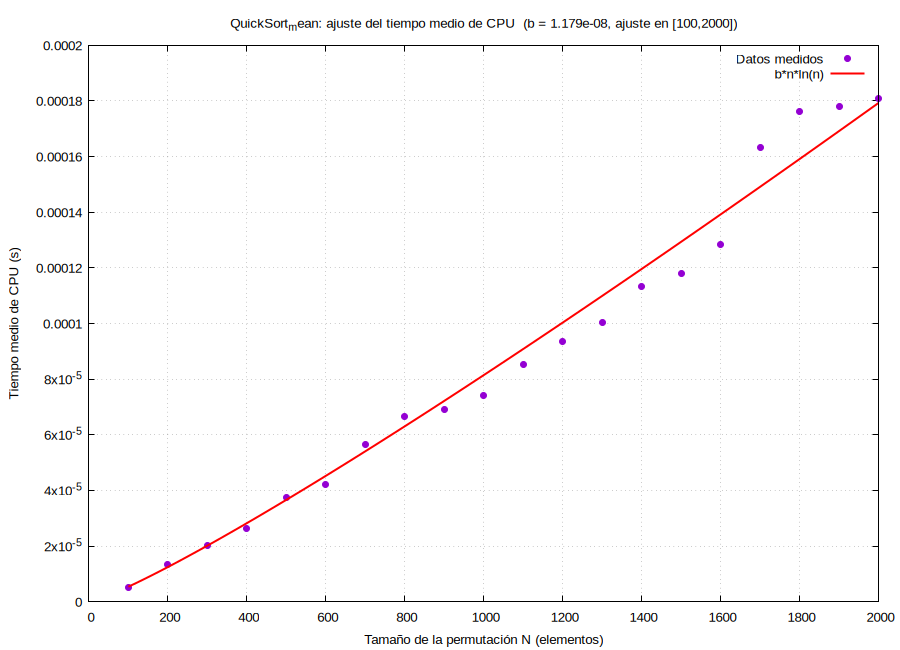 QuickSortmean: ajuste del tiempo medio de CPU (b = 1.179e-08, ajuste en [100,2000])
Datos medidos
b*n*ln(n)
0.0002
0.00018
0.00016
0.00014
0.00012
0.0001
8x10-5
6x10-5
4x10-5
2x10-5
0
Tiempo medio de CPU (s)
0 200 400 600 800 1000 1200 1400 1600 1800 2000
Tamaño de la permutación N (elementos)